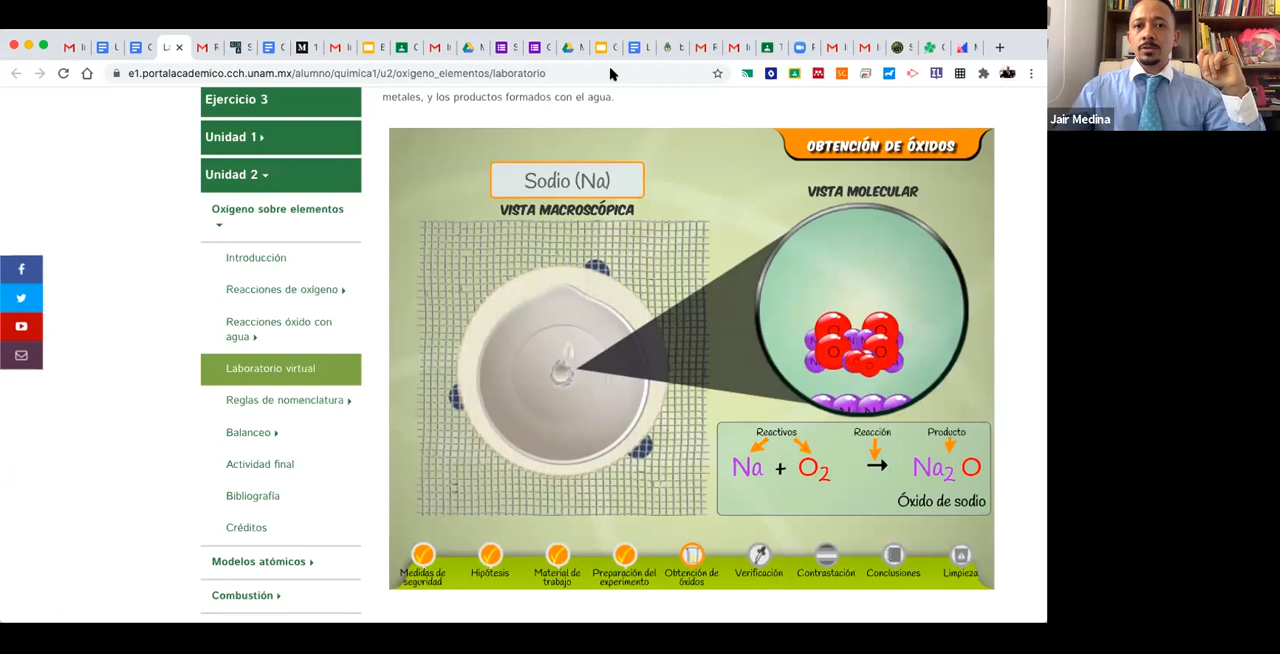 e1.portalacademico.cch.unam.mx/alumno/quimica1/u2/oxigeno_elementos/laboratorio
Jair Medina
metales, y los productos formados con el agua.
Ejercicio 3
Unidad 1
Unidad 2
Oxígeno sobre elementos
Introducción
Reacciones de oxígeno
Reacciones óxido con
agua
Laboratorio virtual
Reglas de nomenclatura
Balanceo
Actividad final
Bibliografía
Créditos
Modelos atómicos
Combustión
OBTENCIÓN DE ÓXIDOS
Sodio (Na)
VISTA MACROSCÓPICA
VISTA MOLECULAR
O O
O O
Reactivos Reacción Producto
Na + O2 → Na2 O
Óxido de sodio
Medidas de
seguridad
Hipótesis
Material de
trabajo
Preparación del
experimento
Obtención de
óxidos
Verificación
Contrastación
Conclusiones
Limpieza